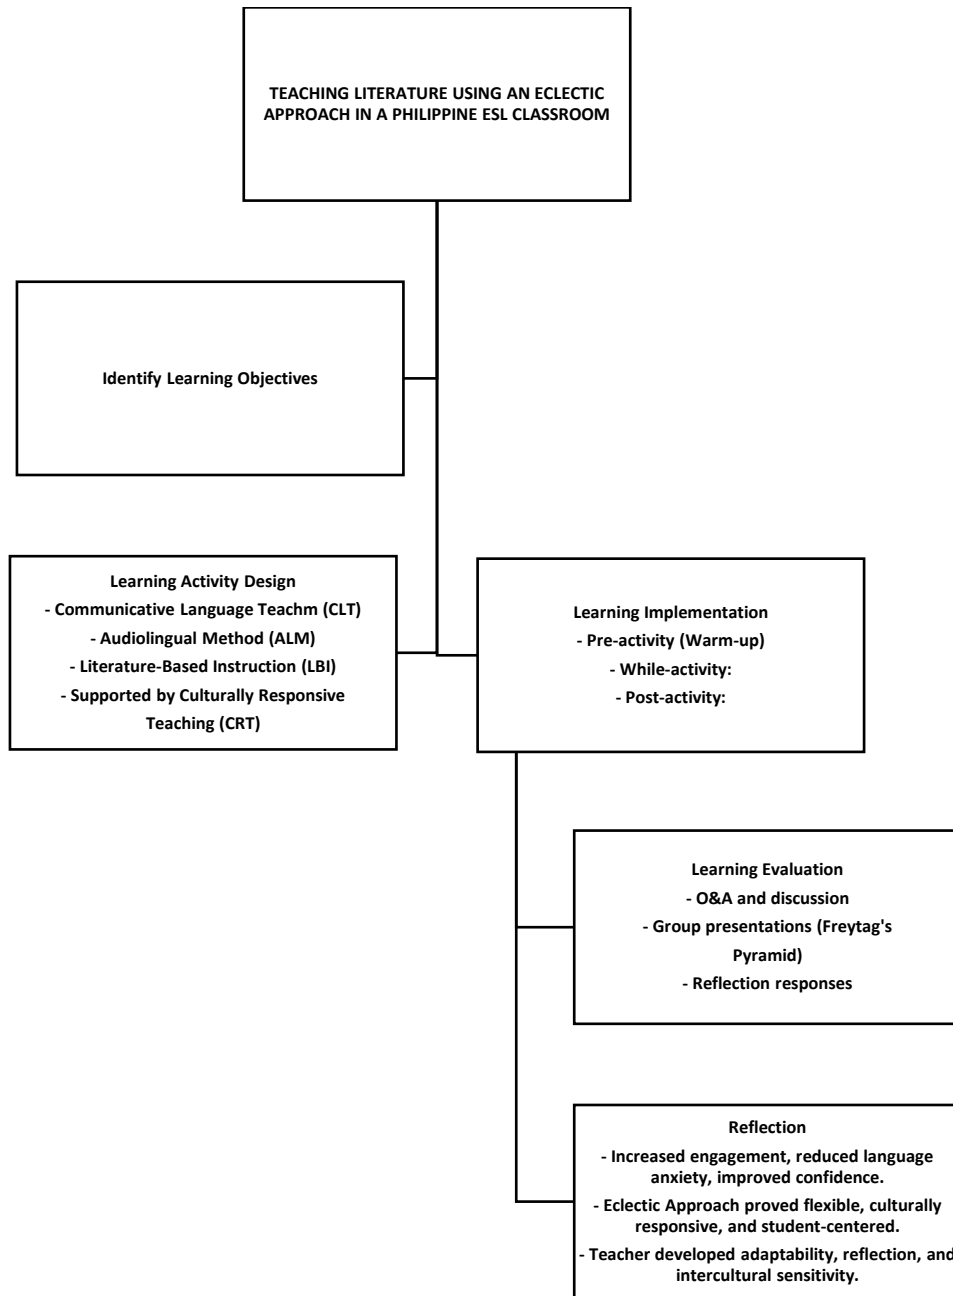 TEACHING LITERATURE USING AN ECLECTIC
APPROACH IN A PHILIPPINE ESL CLASSROOM
Identify Learning Objectives
Learning Activity Design
- Communicative Language Teachm (CLT)
- Audiolingual Method (ALM)
- Literature-Based Instruction (LBI)
- Supported by Culturally Responsive
Teaching (CRT)
Learning Implementation
- Pre-activity (Warm-up)
- While-activity:
- Post-activity:
Learning Evaluation
- O&A and discussion
- Group presentations (Freytag's
Pyramid)
- Reflection responses
Reflection
- Increased engagement, reduced language
anxiety, improved confidence.
- Eclectic Approach proved flexible, culturally
responsive, and student-centered.
- Teacher developed adaptability, reflection, and
intercultural sensitivity.